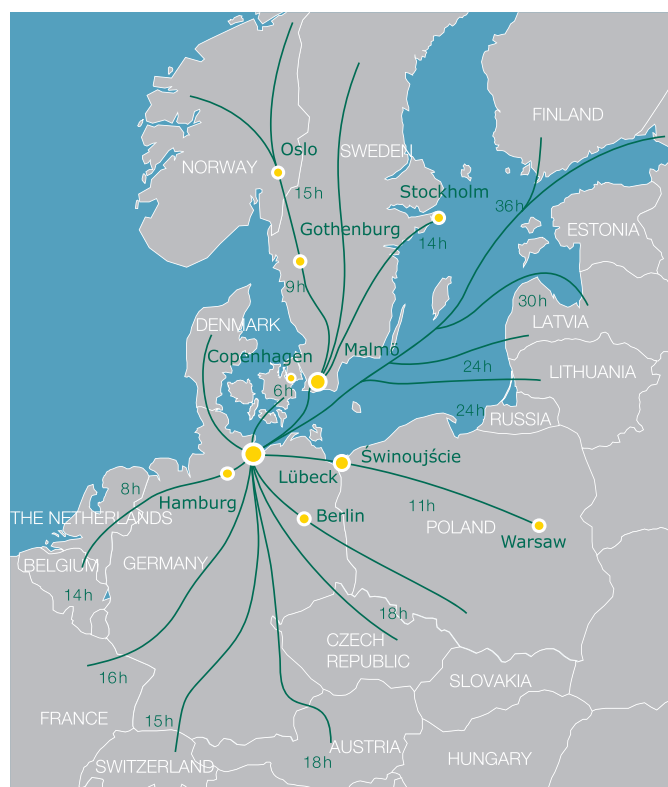 FINLAND
Oslo
SWEDEN
NORWAY
15h
Stockholm
36h
Gothenburg
ESTONIA
14h
9h
30h
DENMARK
LATVIA
Malmö
Copenhagen
24h
LITHUANIA
6h
24h
RUSSIA
Świnoujście
Lübeck
8h
Hamburg
11h
Berlin
THE NETHERLANDS
POLAND
Warsaw
BELGIUM
GERMANY
14h
18h
CZECH
REPUBLIC
16h
SLOVAKIA
FRANCE
15h
AUSTRIA
HUNGARY
18h
SWITZERLAND